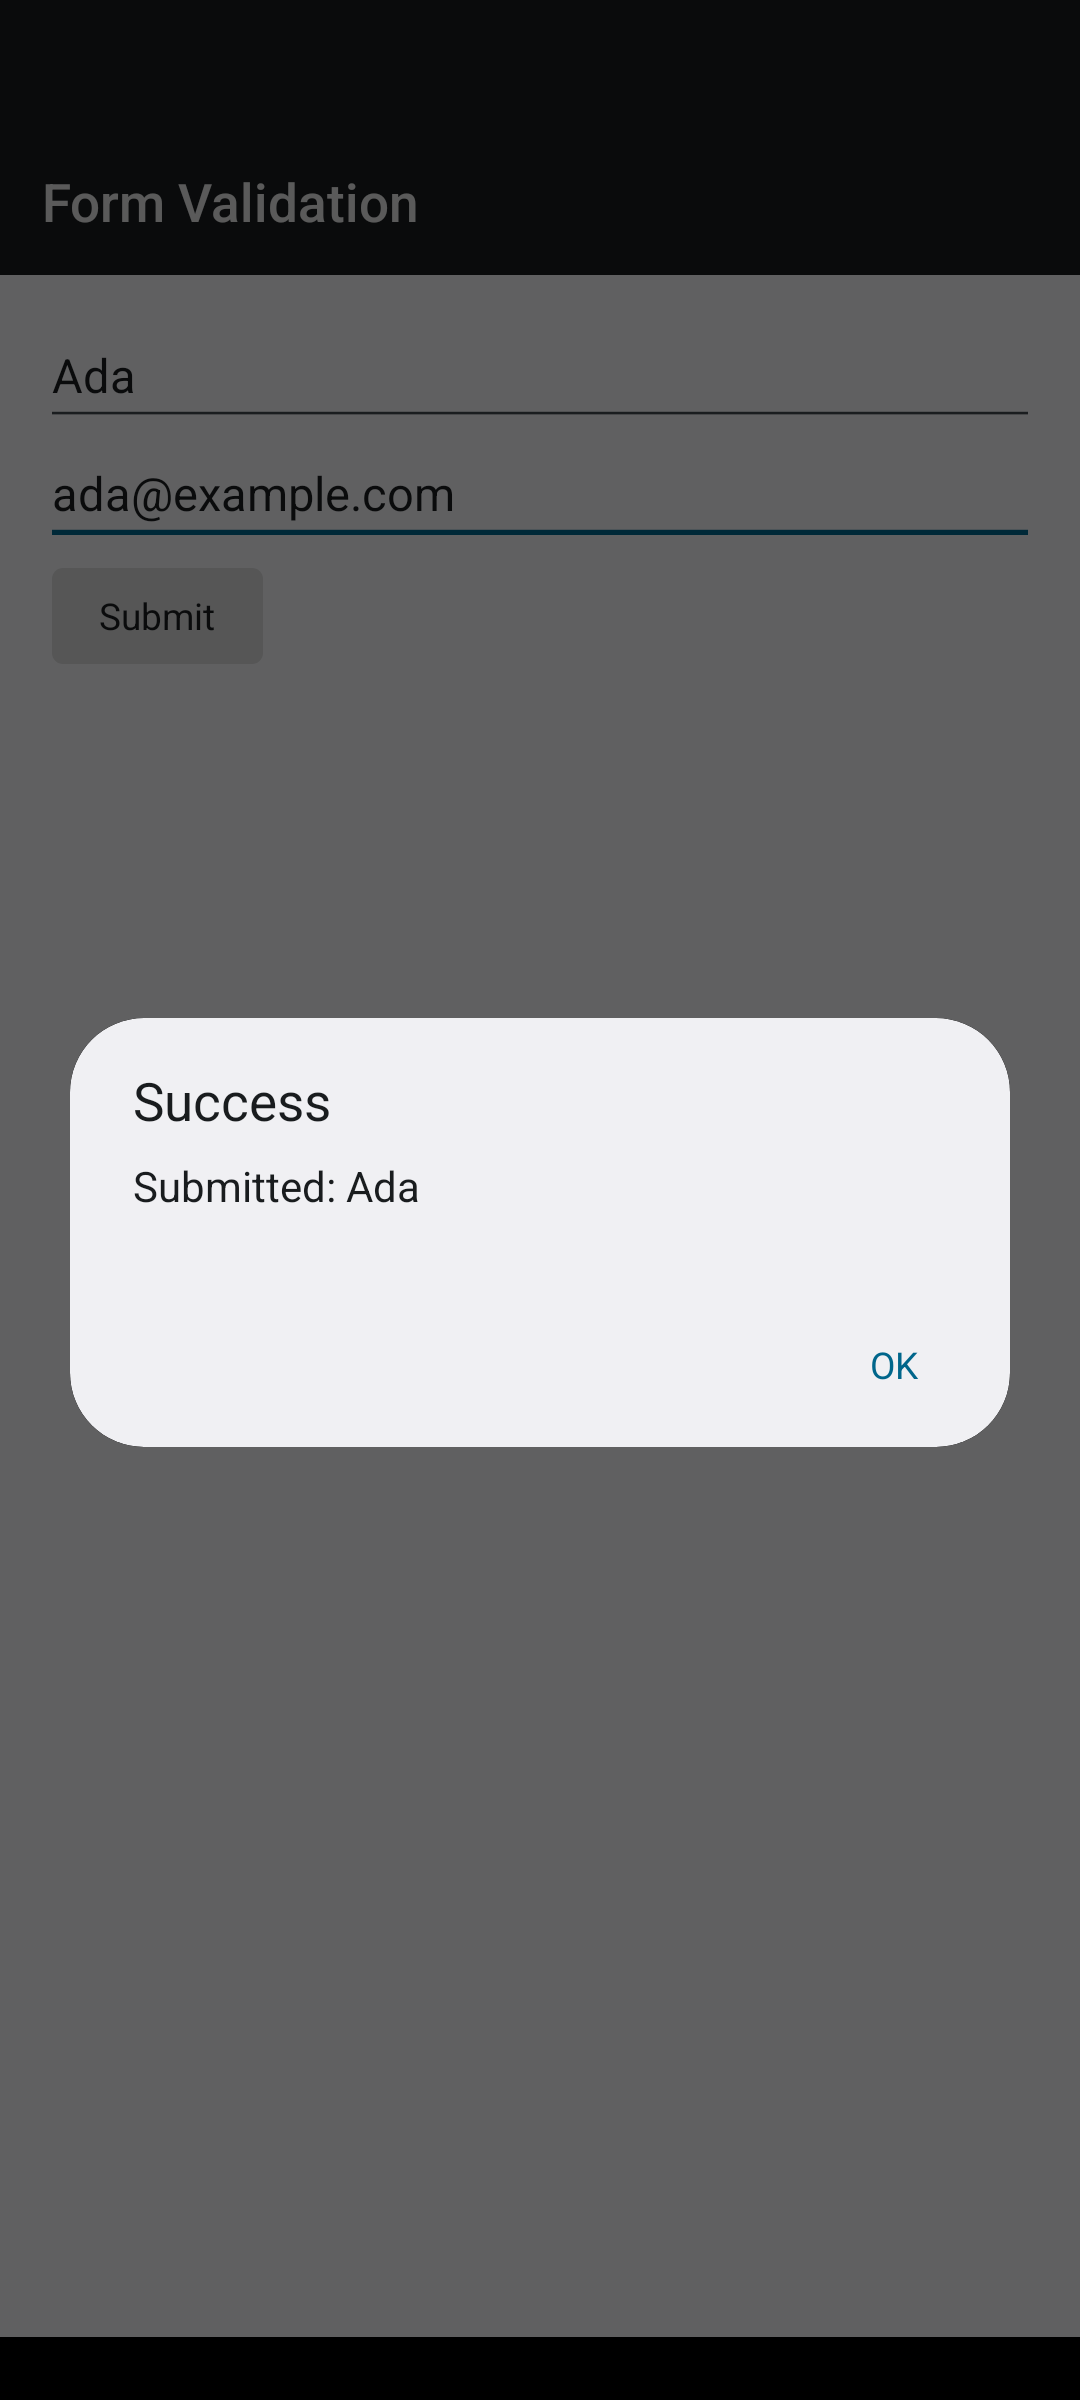 Form Validation
Ada
ada@example.com
Submit
Success
Submitted: Ada
OK